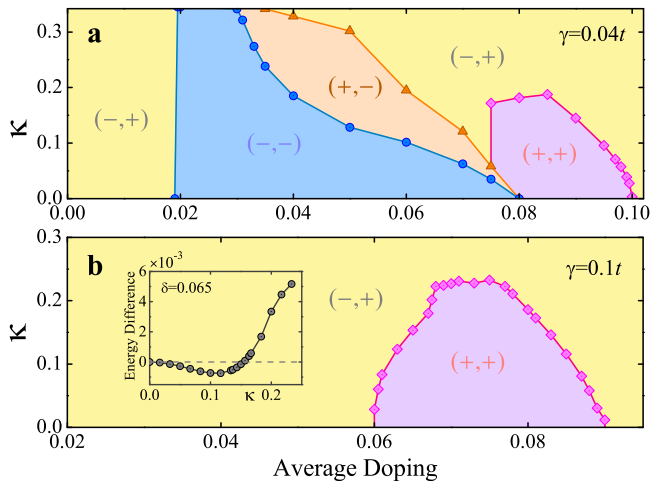 a
γ=0.04t
(−,+)
(+,−)
(−,+)
(−,−)
(+,+)
κ
0.3
0.2
0.1
0.0
0.00 0.02 0.04 0.06 0.08 0.10
b
γ=0.1t
κ
0.3
0.2
0.1
0.0
6 ×10⁻³
4
2
0
Energy Difference
δ=0.065
0.0 0.1 κ 0.2
(−,+)
(+,+)
0.02 0.04 0.06 0.08
Average Doping